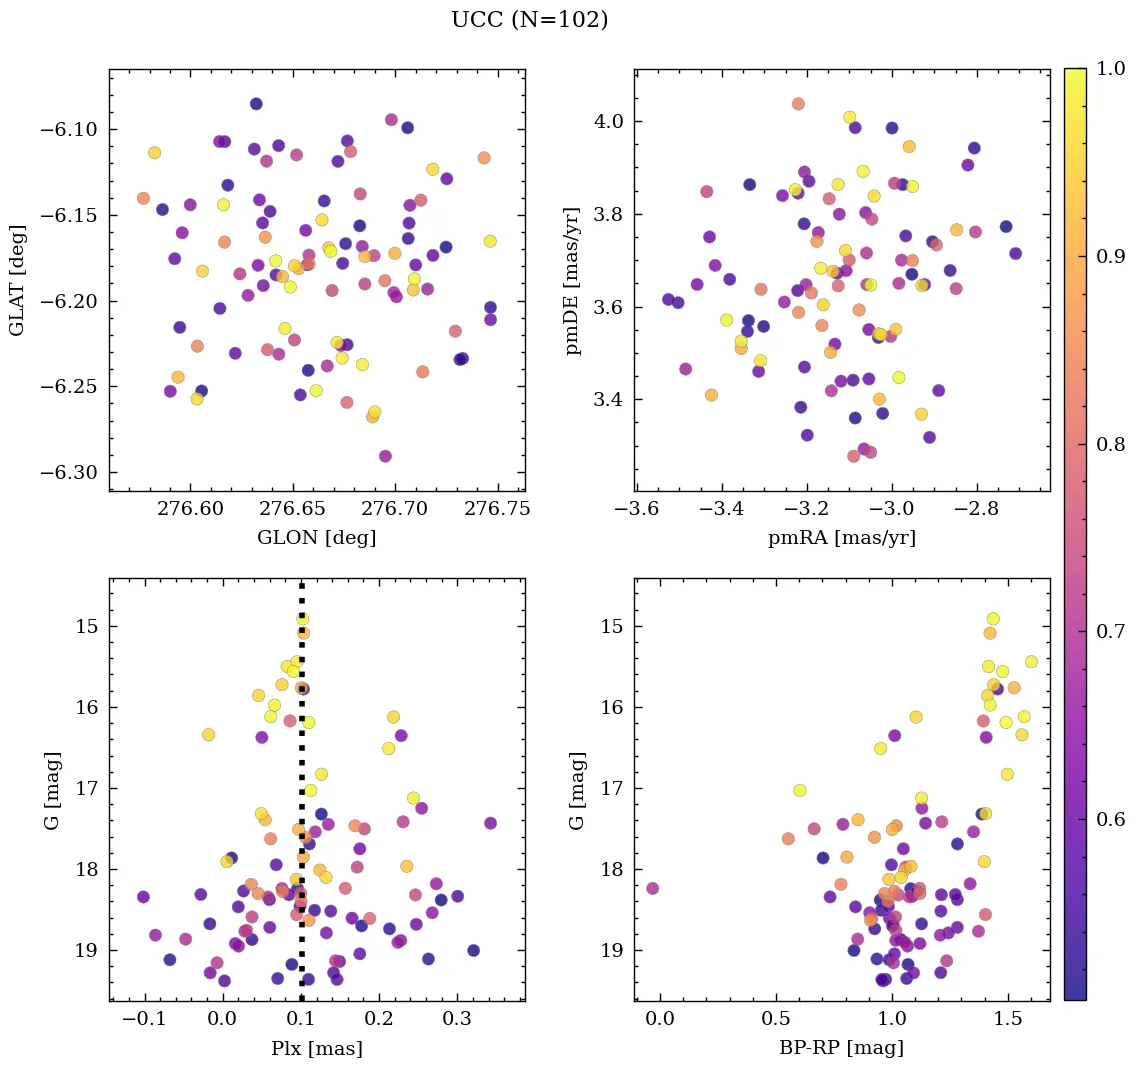 UCC (N=102)
−6.10
−6.15
−6.20
−6.25
−6.30
GLAT [deg]
276.60 276.65 276.70 276.75
GLON [deg]
4.0
3.8
3.6
3.4
pmDE [mas/yr]
−3.6 −3.4 −3.2 −3.0 −2.8
pmRA [mas/yr]
1.0
0.9
0.8
0.7
0.6
15
16
17
18
19
G [mag]
−0.1 0.0 0.1 0.2 0.3
Plx [mas]
15
16
17
18
19
G [mag]
0.0 0.5 1.0 1.5
BP-RP [mag]